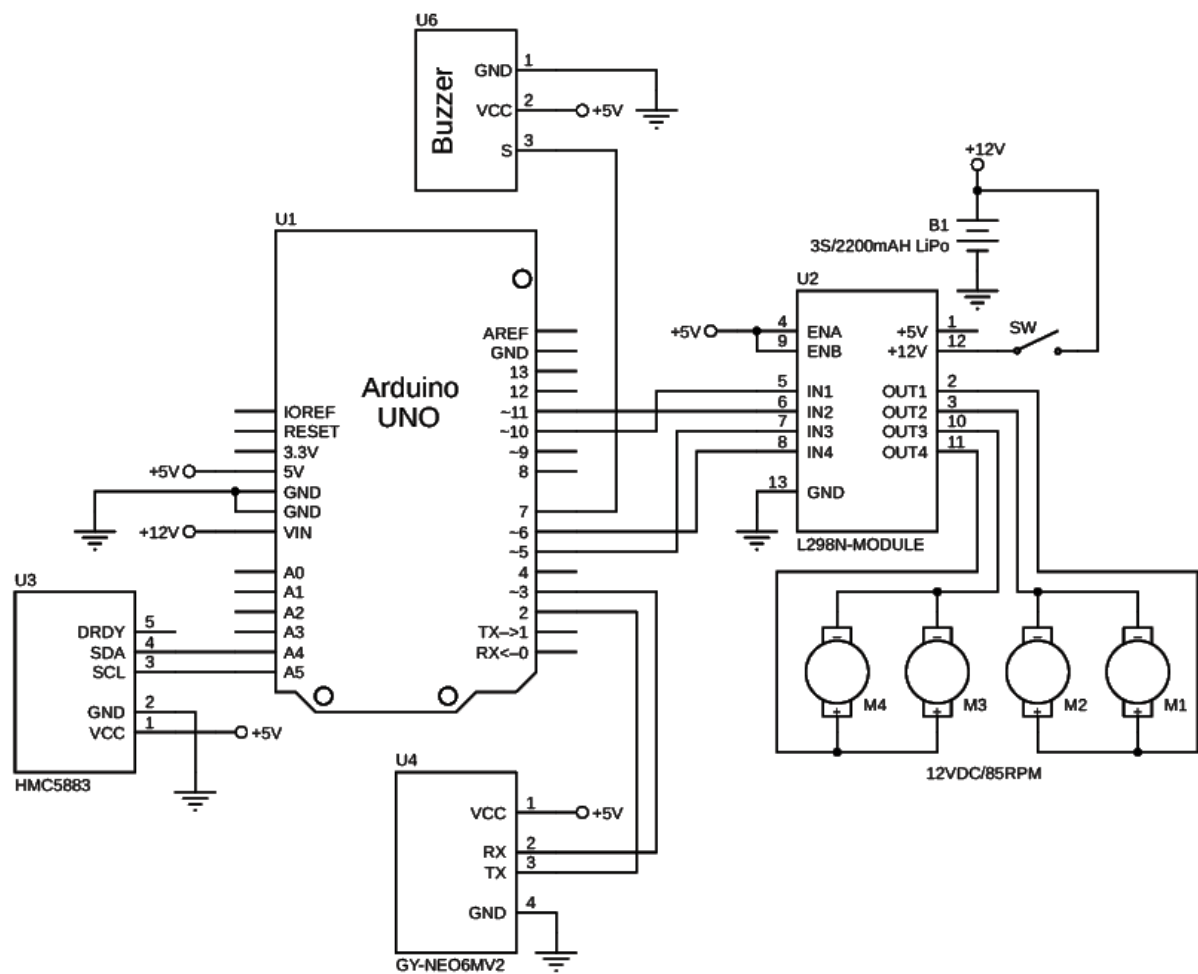 U6
Buzzer
GND 1
VCC 2 +5V
S 3
U1
Arduino
UNO
AREF
GND
13
12
~11
~10
~9
8
7
~6
~5
4
~3
2
TX–>1
RX<–0
IOREF
RESET
3.3V
+5V 5V
GND
GND
+12V VIN
A0
A1
A2
A3
A4
A5
+12V
B1
3S/2200mAH LiPo
U2
+5V 4 ENA
9 ENB
5 IN1
6 IN2
7 IN3
8 IN4
13 GND
+5V 1
+12V 12
SW
OUT1 2
OUT2 3
OUT3 10
OUT4 11
L298N-MODULE
U3
DRDY 5
SDA 4
SCL 3
GND 2
VCC 1 +5V
HMC5883
– – – –
M4 M3 M2 M1
+ + + +
12VDC/85RPM
U4
VCC 1 +5V
RX 2
TX 3
GND 4
GY-NEO6MV2